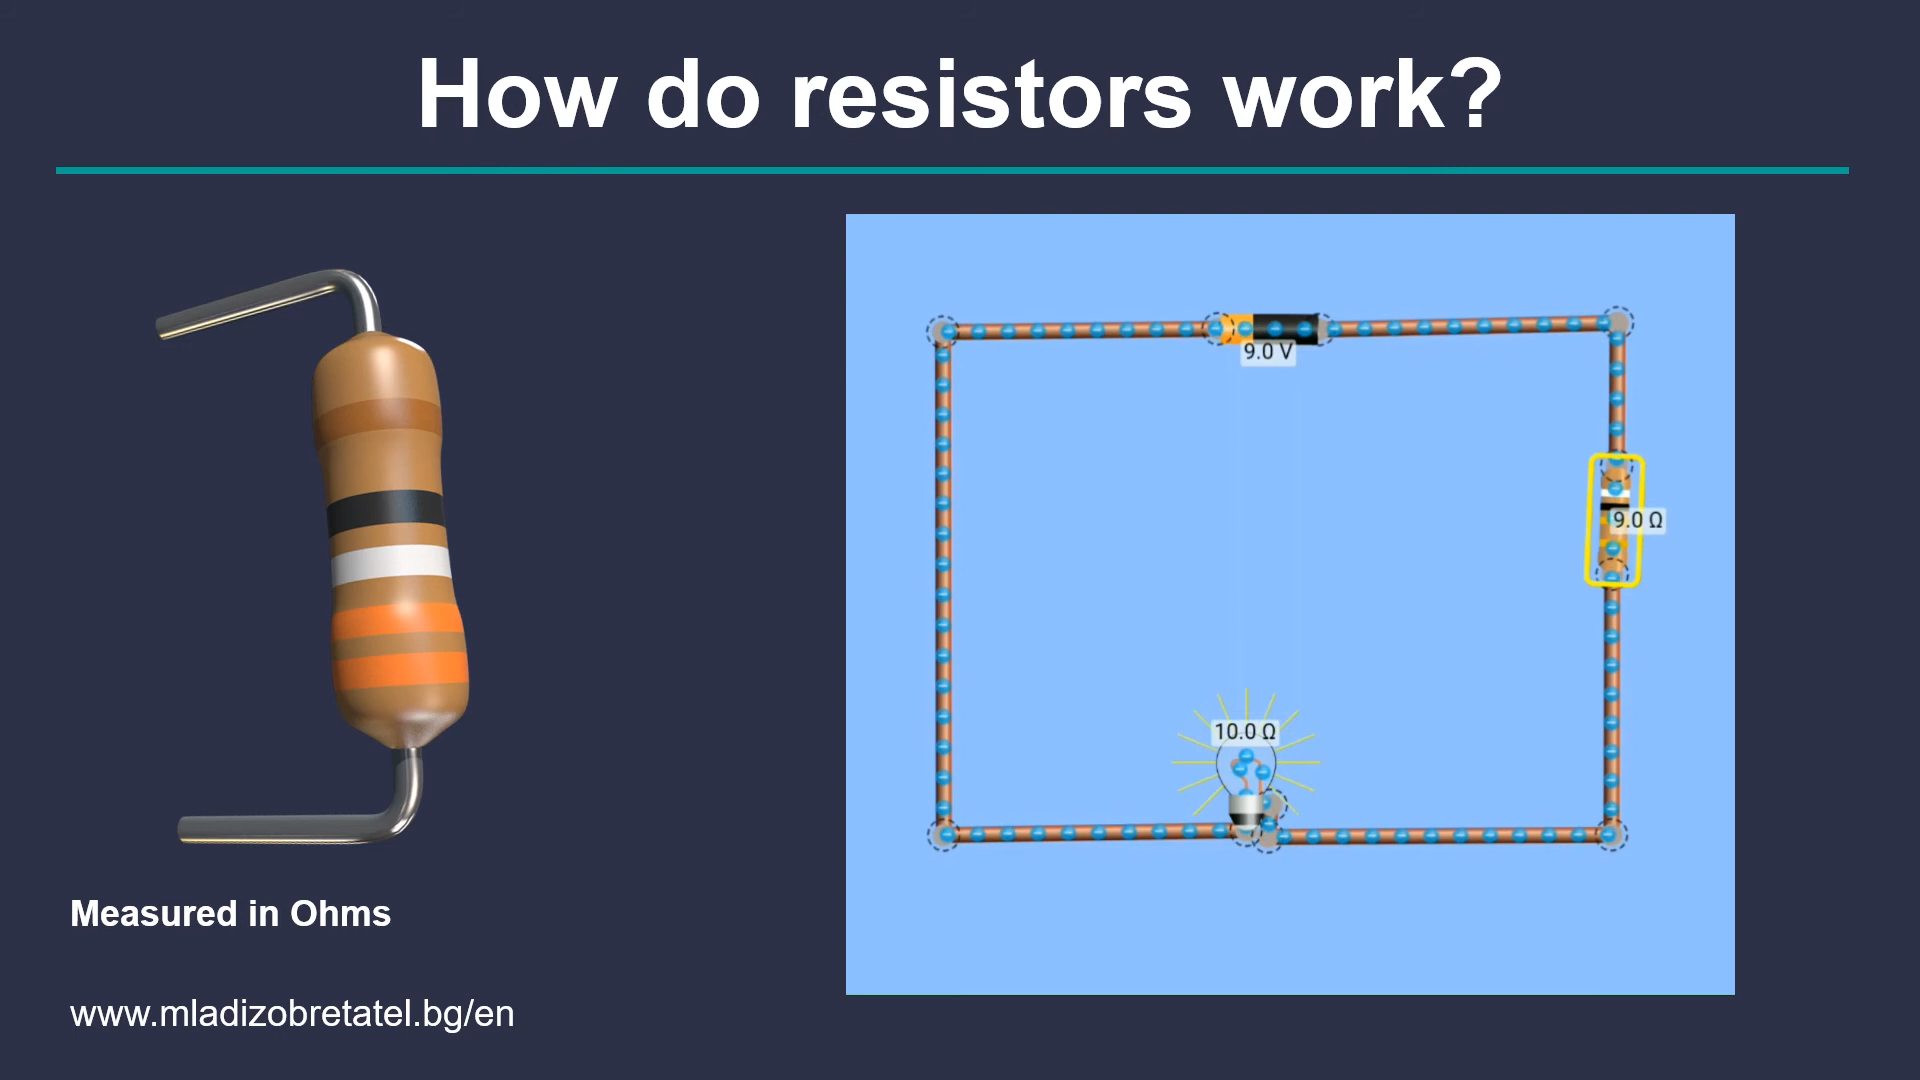 How do resistors work?
9.0 V
9.0 Ω
10.0 Ω
Measured in Ohms
www.mladizobretatel.bg/en